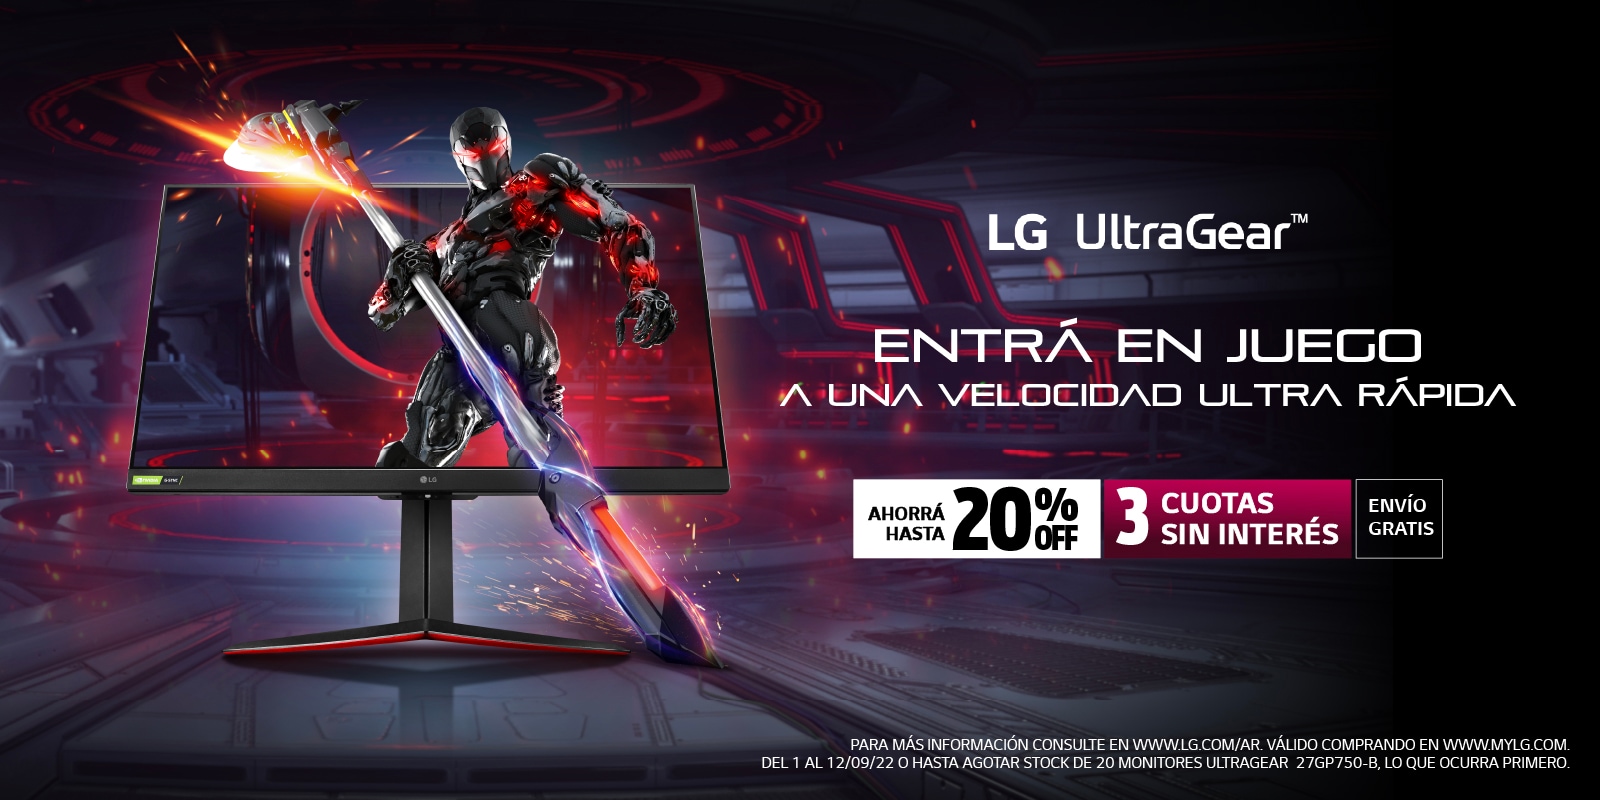 LG UltraGear™
ENTRÁ EN JUEGO
A UNA VELOCIDAD ULTRA RÁPIDA
AHORRÁ
HASTA
20% OFF
3 CUOTAS
SIN INTERÉS
ENVÍO
GRATIS
NVIDIA G-SYNC
LG
PARA MÁS INFORMACIÓN CONSULTE EN WWW.LG.COM/AR. VÁLIDO COMPRANDO EN WWW.MYLG.COM.
DEL 1 AL 12/09/22 O HASTA AGOTAR STOCK DE 20 MONITORES ULTRAGEAR 27GP750-B, LO QUE OCURRA PRIMERO.